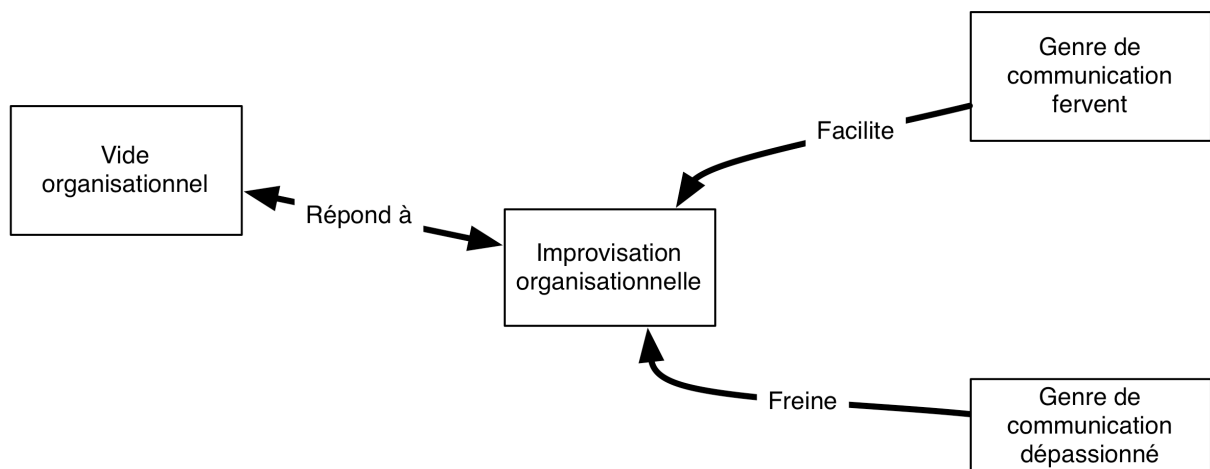 Genre de
communication
fervent
Facilite
Vide
organisationnel
Répond à
Improvisation
organisationnelle
Freine
Genre de
communication
dépassionné